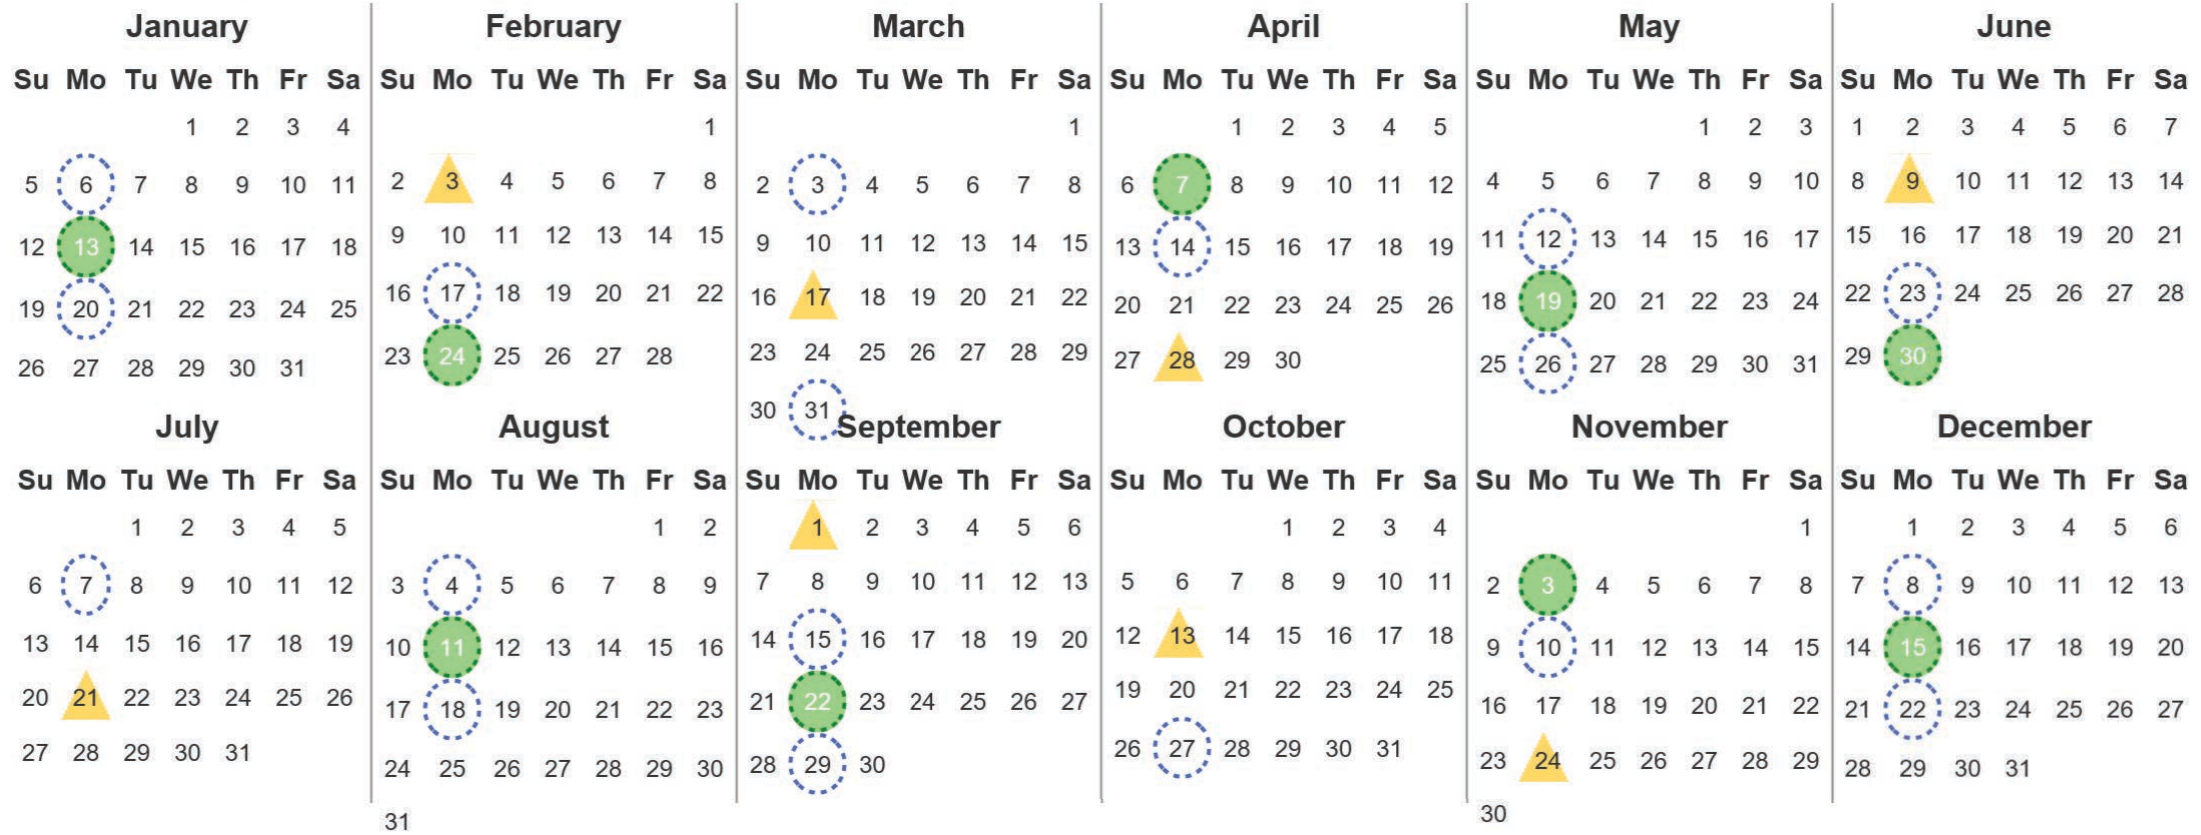 January February March April May June
Su Mo Tu We Th Fr Sa Su Mo Tu We Th Fr Sa Su Mo Tu We Th Fr Sa Su Mo Tu We Th Fr Sa Su Mo Tu We Th Fr Sa Su Mo Tu We Th Fr Sa
1 2 3 4 1 1 1 2 3 4 5 1 2 3 1 2 3 4 5 6 7
5 6 7 8 9 10 11 2 3 4 5 6 7 8 2 3 4 5 6 7 8 6 7 8 9 10 11 12 4 5 6 7 8 9 10 8 9 10 11 12 13 14
12 13 14 15 16 17 18 9 10 11 12 13 14 15 9 10 11 12 13 14 15 13 14 15 16 17 18 19 11 12 13 14 15 16 17 15 16 17 18 19 20 21
19 20 21 22 23 24 25 16 17 18 19 20 21 22 16 17 18 19 20 21 22 20 21 22 23 24 25 26 18 19 20 21 22 23 24 22 23 24 25 26 27 28
26 27 28 29 30 31 23 24 25 26 27 28 23 24 25 26 27 28 29 27 28 29 30 25 26 27 28 29 30 31 29 30
30 31
July August September October November December
Su Mo Tu We Th Fr Sa Su Mo Tu We Th Fr Sa Su Mo Tu We Th Fr Sa Su Mo Tu We Th Fr Sa Su Mo Tu We Th Fr Sa Su Mo Tu We Th Fr Sa
1 2 3 4 5 1 2 1 2 3 4 5 6 1 2 3 4 1 1 2 3 4 5 6
6 7 8 9 10 11 12 3 4 5 6 7 8 9 7 8 9 10 11 12 13 5 6 7 8 9 10 11 2 3 4 5 6 7 8 7 8 9 10 11 12 13
13 14 15 16 17 18 19 10 11 12 13 14 15 16 14 15 16 17 18 19 20 12 13 14 15 16 17 18 9 10 11 12 13 14 15 14 15 16 17 18 19 20
20 21 22 23 24 25 26 17 18 19 20 21 22 23 21 22 23 24 25 26 27 19 20 21 22 23 24 25 16 17 18 19 20 21 22 21 22 23 24 25 26 27
27 28 29 30 31 24 25 26 27 28 29 30 28 29 30 26 27 28 29 30 31 23 24 25 26 27 28 29 28 29 30 31
31 30